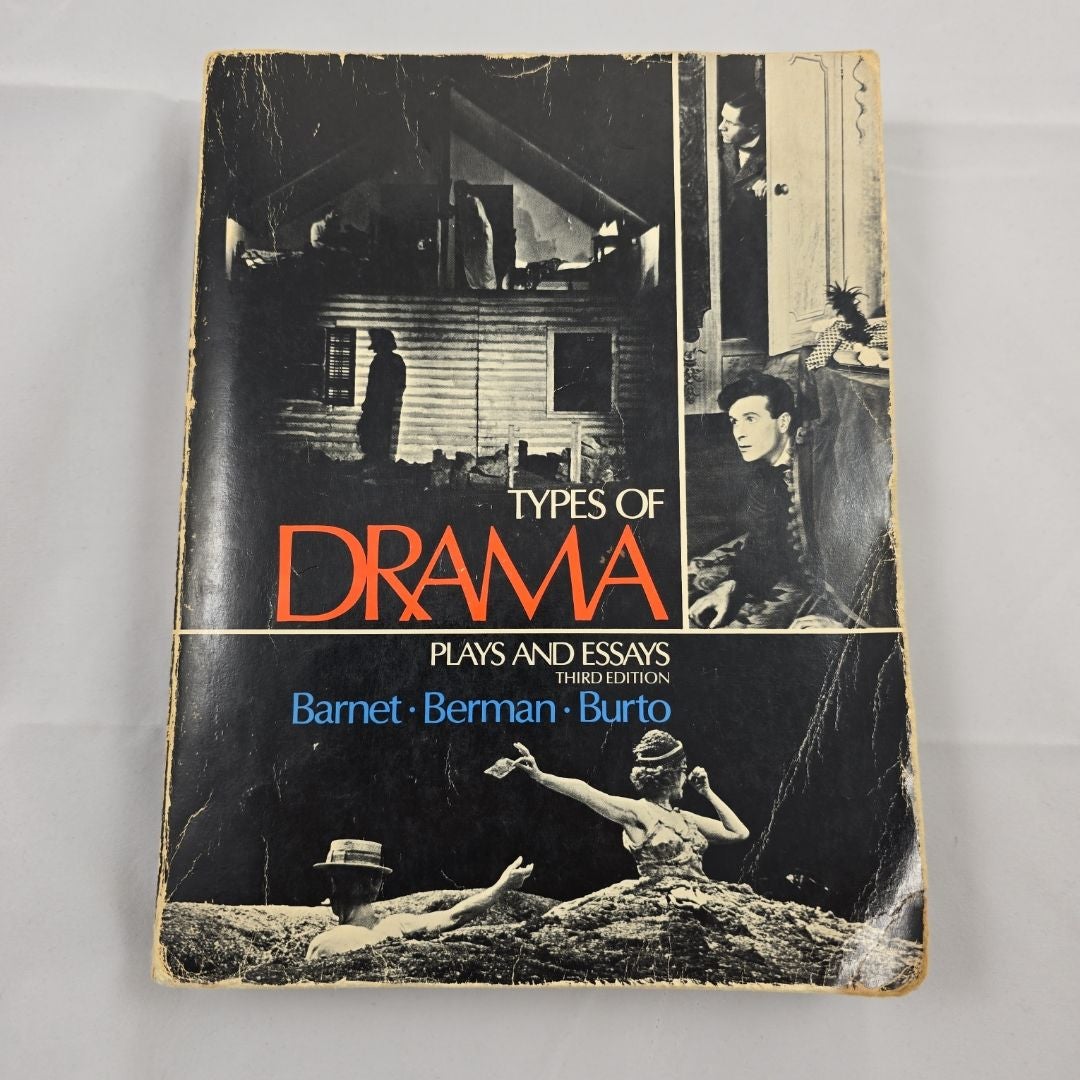 TYPES OF
DRAMA
PLAYS AND ESSAYS
THIRD EDITION
Barnet · Berman · Burto